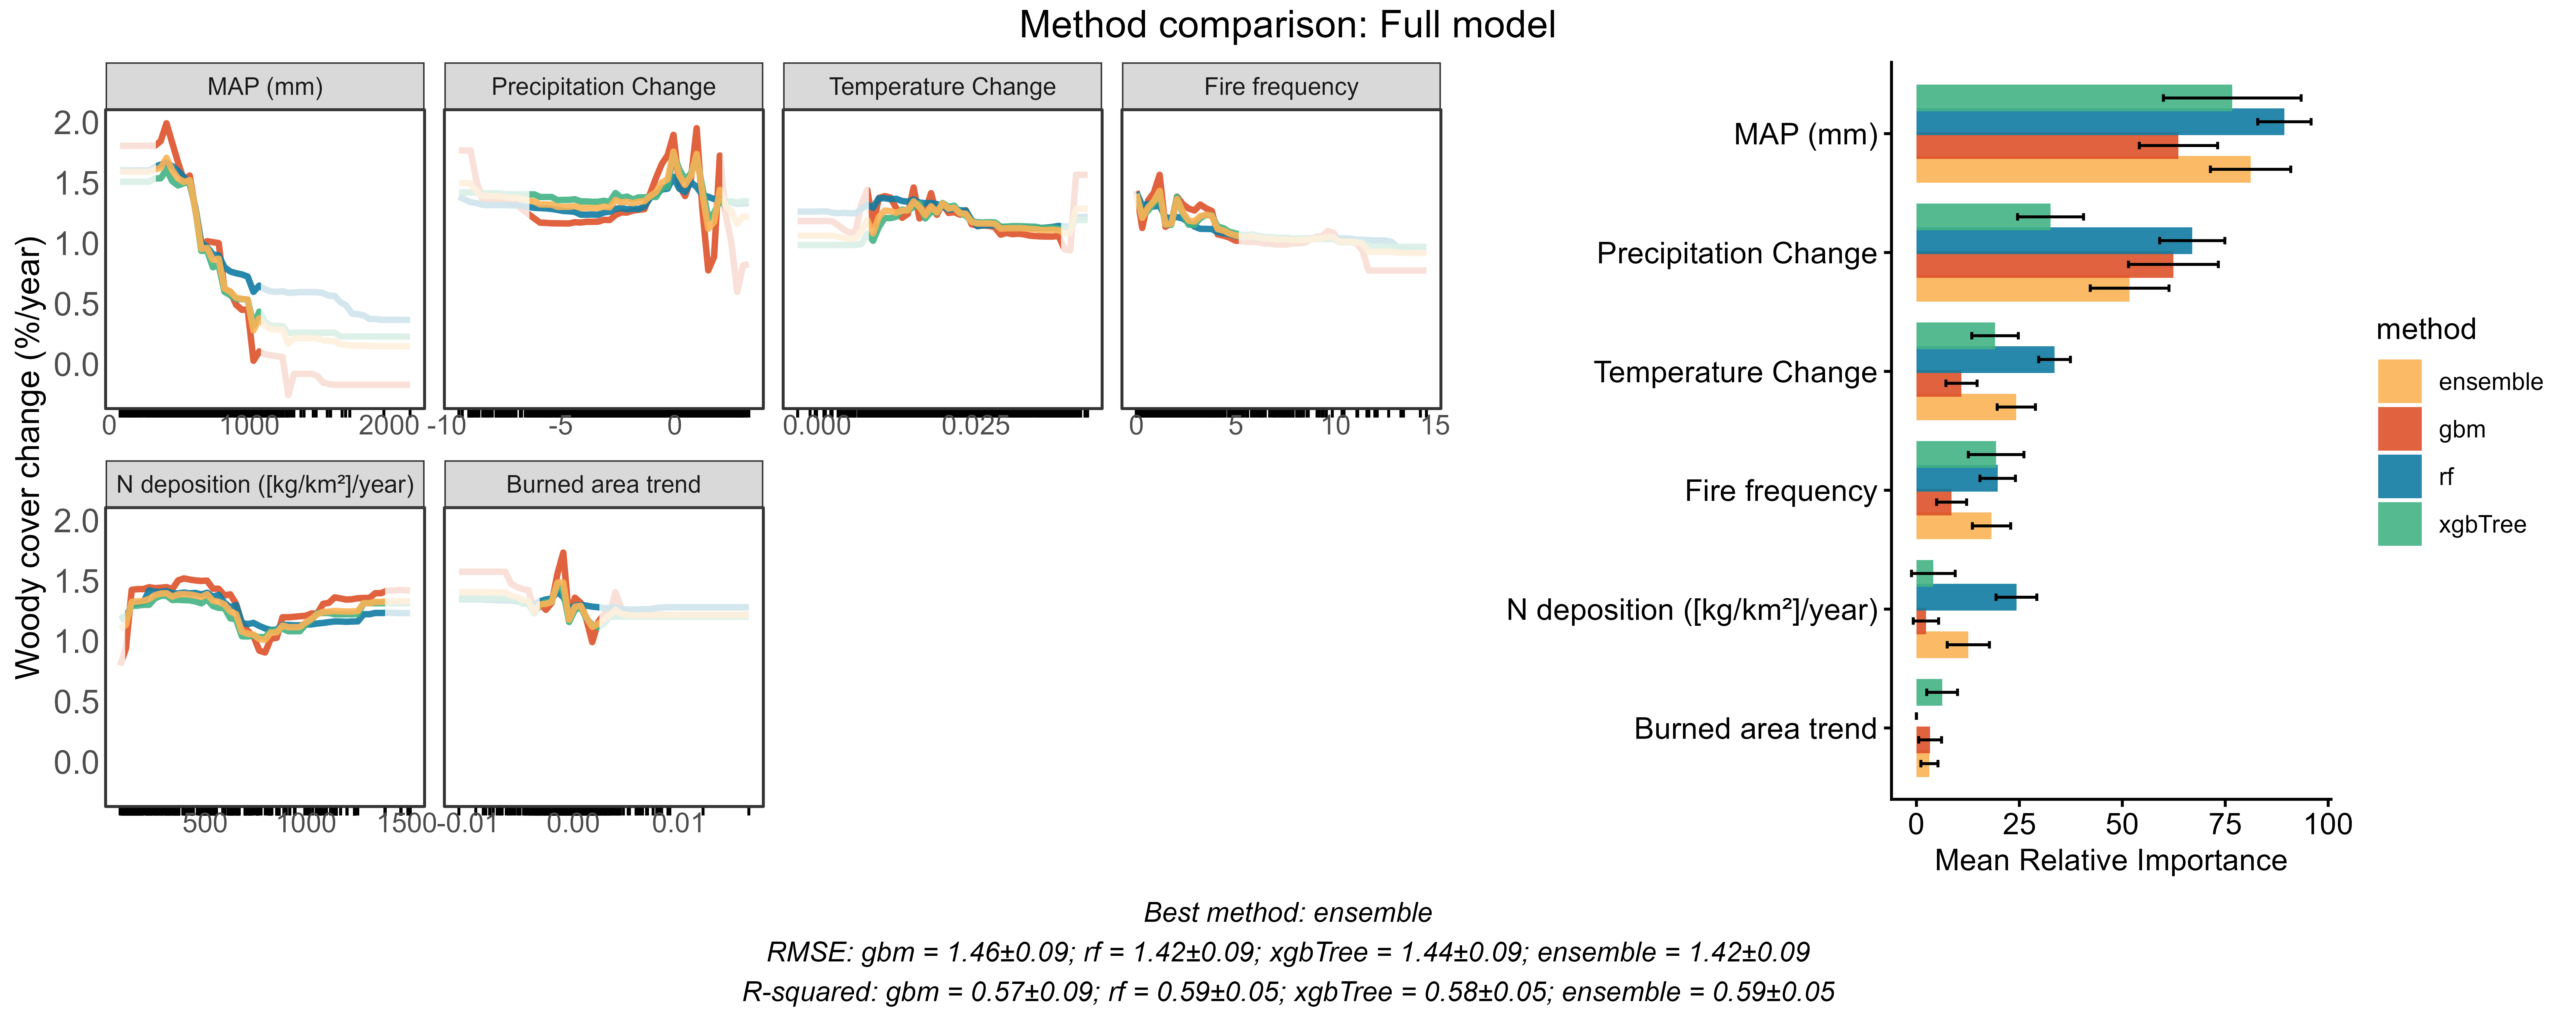 Method comparison: Full model
MAP (mm)
Precipitation Change
Temperature Change
Fire frequency
Woody cover change (%/year)
2.0
1.5
1.0
0.5
0.0
0 1000 2000
-10 -5 0
0.000 0.025
0 5 10 15
N deposition ([kg/km²]/year)
Burned area trend
2.0
1.5
1.0
0.5
0.0
500 1000 1500
-0.01 0.00 0.01
MAP (mm)
Precipitation Change
Temperature Change
Fire frequency
N deposition ([kg/km²]/year)
Burned area trend
0 25 50 75 100
Mean Relative Importance
method
ensemble
gbm
rf
xgbTree
Best method: ensemble
RMSE: gbm = 1.46±0.09; rf = 1.42±0.09; xgbTree = 1.44±0.09; ensemble = 1.42±0.09
R-squared: gbm = 0.57±0.09; rf = 0.59±0.05; xgbTree = 0.58±0.05; ensemble = 0.59±0.05